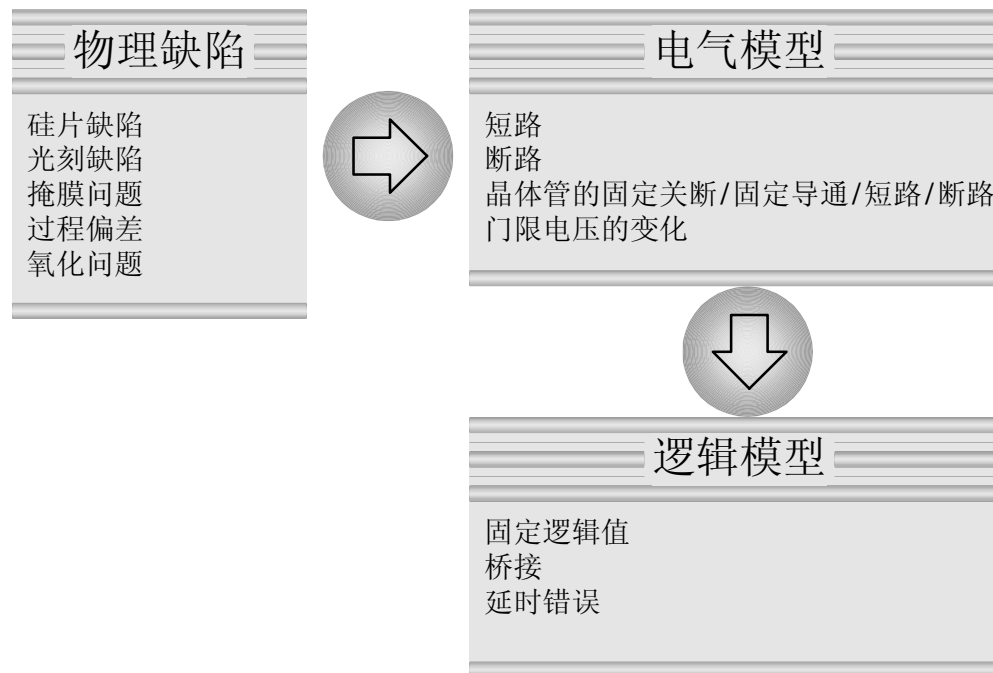 物理缺陷
硅片缺陷
光刻缺陷
掩膜问题
过程偏差
氧化问题
电气模型
短路
断路
晶体管的固定关断/固定导通/短路/断路
门限电压的变化
逻辑模型
固定逻辑值
桥接
延时错误